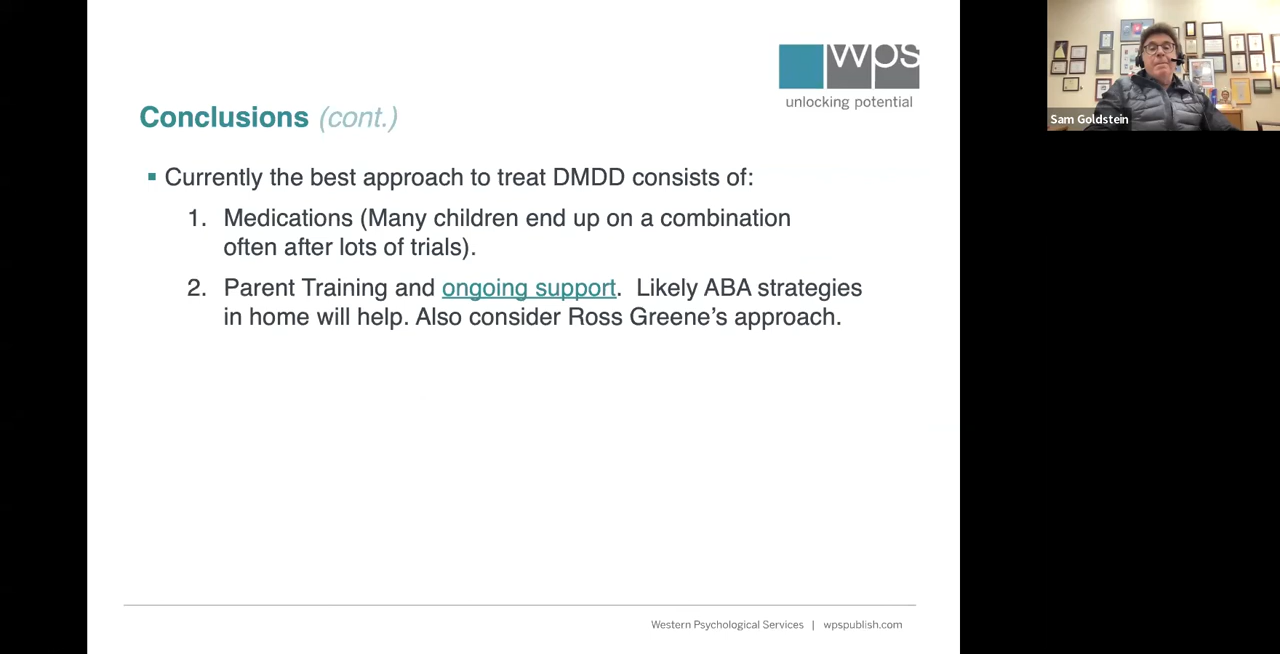 wps
unlocking potential
Conclusions (cont.)
Currently the best approach to treat DMDD consists of:
1. Medications (Many children end up on a combination
often after lots of trials).
2. Parent Training and ongoing support. Likely ABA strategies
in home will help. Also consider Ross Greene’s approach.
Western Psychological Services | wpspublish.com
Sam Goldstein